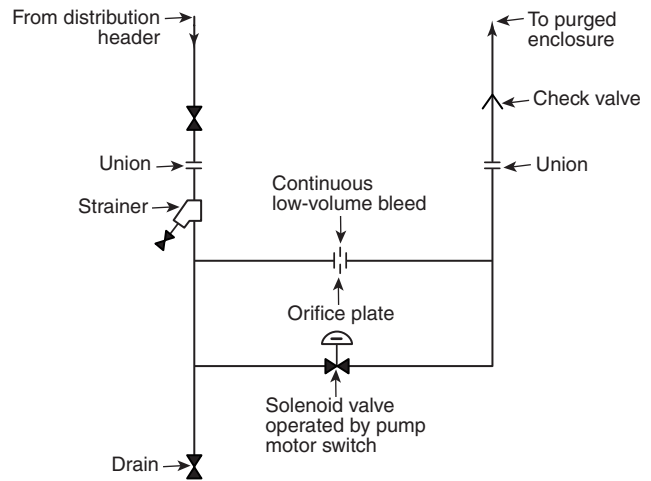 From distribution
header
To purged
enclosure
Check valve
Union
Union
Strainer
Continuous
low-volume bleed
Orifice plate
Solenoid valve
operated by pump
motor switch
Drain